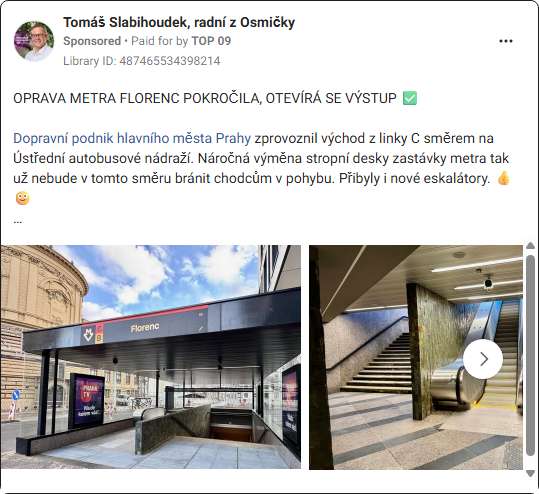 Tomáš Slabihoudek, radní z Osmičky
Sponsored • Paid for by TOP 09
Library ID: 487465534398214
OPRAVA METRA FLORENC POKROČILA, OTEVÍRÁ SE VÝSTUP ✅
Dopravní podnik hlavního města Prahy zprovoznil východ z linky C směrem na
Ústřední autobusové nádraží. Náročná výměna stropní desky zastávky metra tak
už nebude v tomto směru bránit chodcům v pohybu. Přibyly i nové eskalátory. 👍
😉
...
Florenc
PRAHA
TV